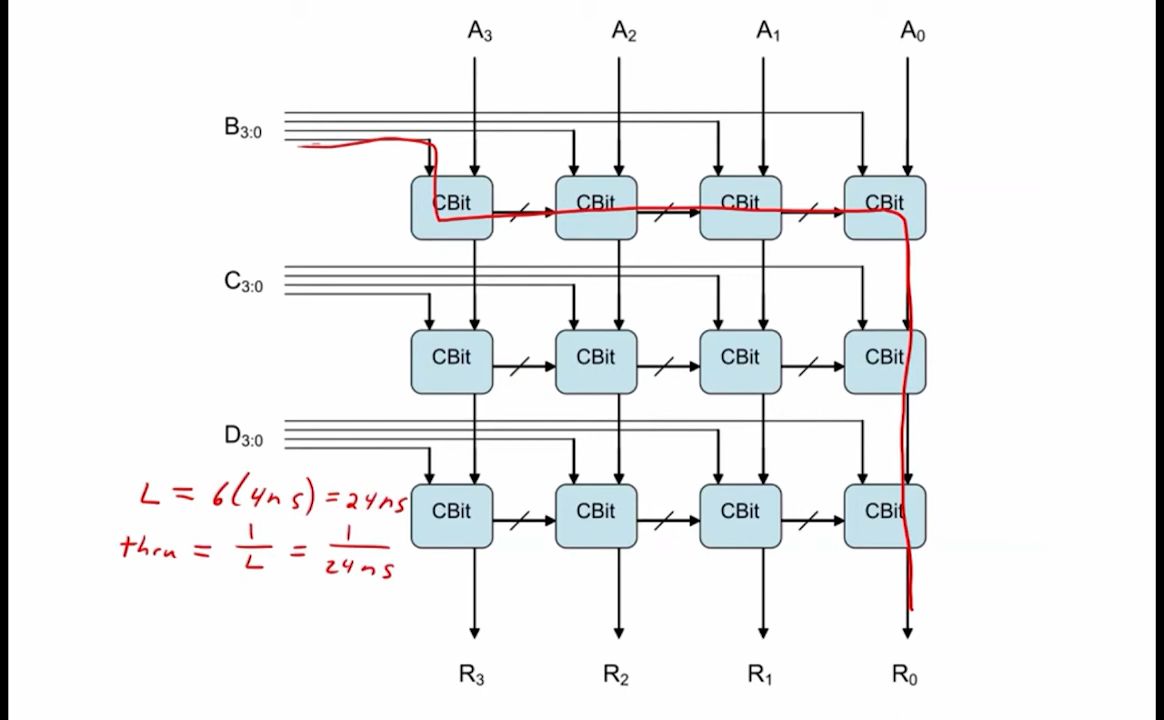 A₃ A₂ A₁ A₀
B₃:₀
CBit CBit CBit CBit
C₃:₀
CBit CBit CBit CBit
D₃:₀
L = 6(4ns) = 24ns
CBit CBit CBit CBit
thru = 1/L = 1/24ns
R₃ R₂ R₁ R₀